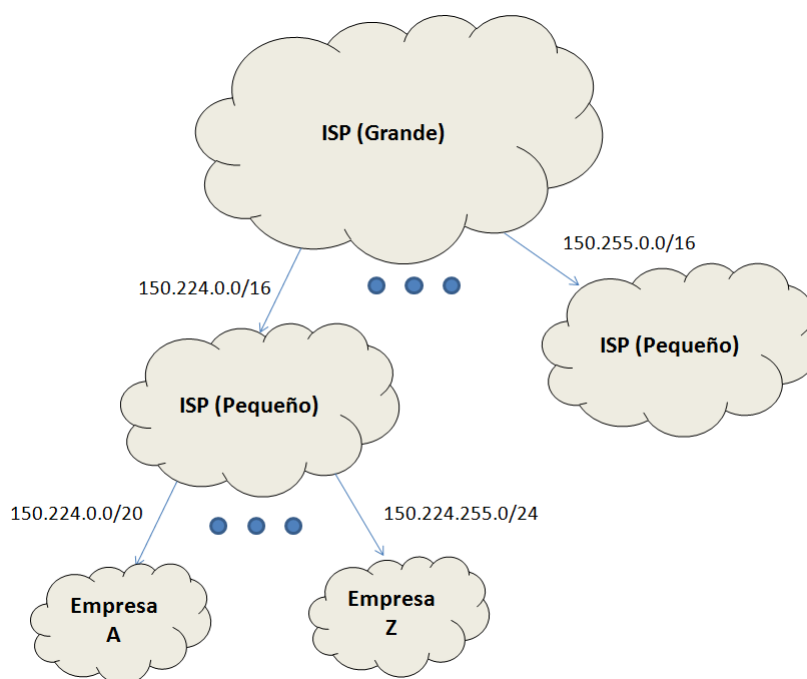 ISP (Grande)
150.255.0.0/16
150.224.0.0/16
ISP (Pequeño)
ISP (Pequeño)
150.224.0.0/20
150.224.255.0/24
Empresa
A
Empresa
Z